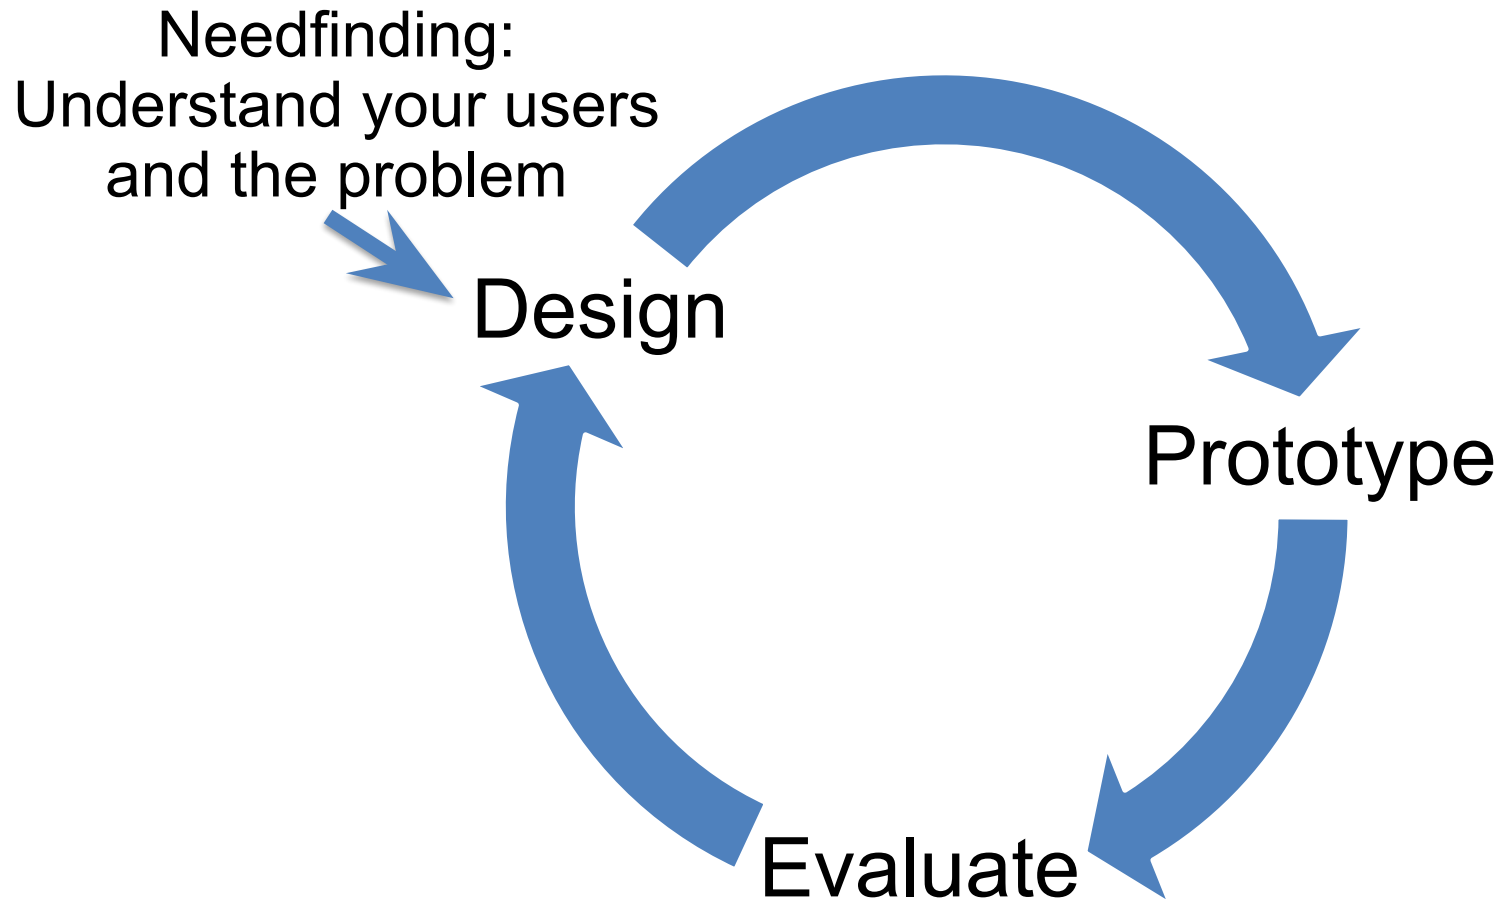 Needfinding:
Understand your users
and the problem
Design
Prototype
Evaluate